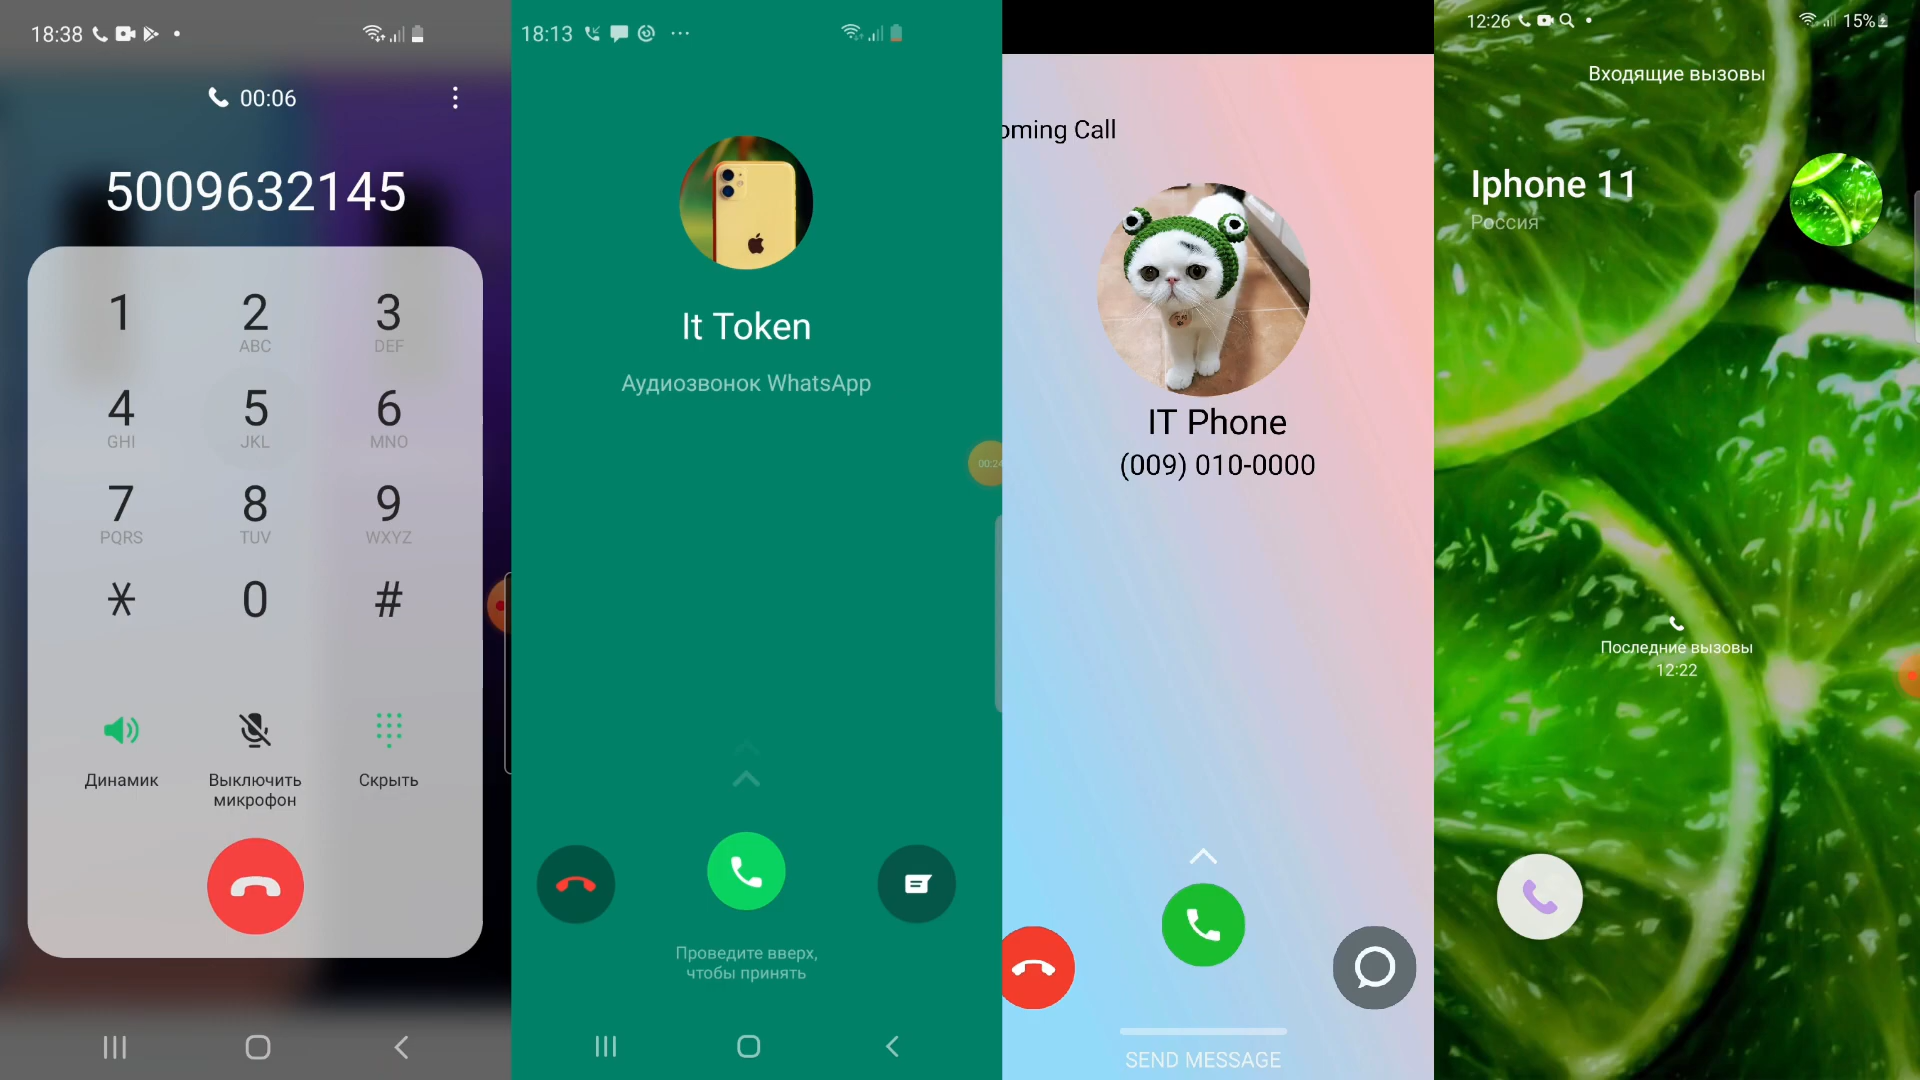 18:38
00:06
5009632145
1
2
3
ABC
DEF
4
5
6
GHI
JKL
MNO
7
8
9
PQRS
TUV
WXYZ
*
0
#
Динамик
Выключить
микрофон
Скрыть
18:13
It Token
Аудиозвонок WhatsApp
00:24
Проведите вверх,
чтобы принять
oming Call
IT Phone
(009) 010-0000
SEND MESSAGE
12:26
15%
Входящие вызовы
Iphone 11
Россия
Последние вызовы
12:22